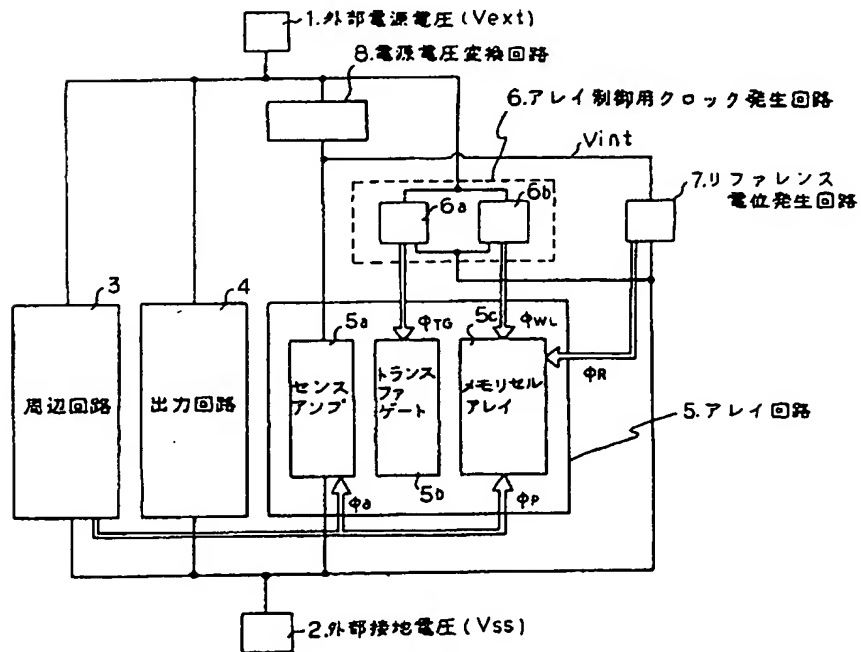 1.外部電源電圧(Vext)
8.電源電圧変換回路
6.アレイ制御用クロック発生回路
Vint
7.リファレンス
電位発生回路
6a
6b
3
4
5a
φTG
5c
φWL
φR
周辺回路
出力回路
センス
アンプ
トランス
ファ
ゲート
メモリセル
アレイ
5.アレイ回路
5b
φa
φP
2.外部接地電圧(Vss)